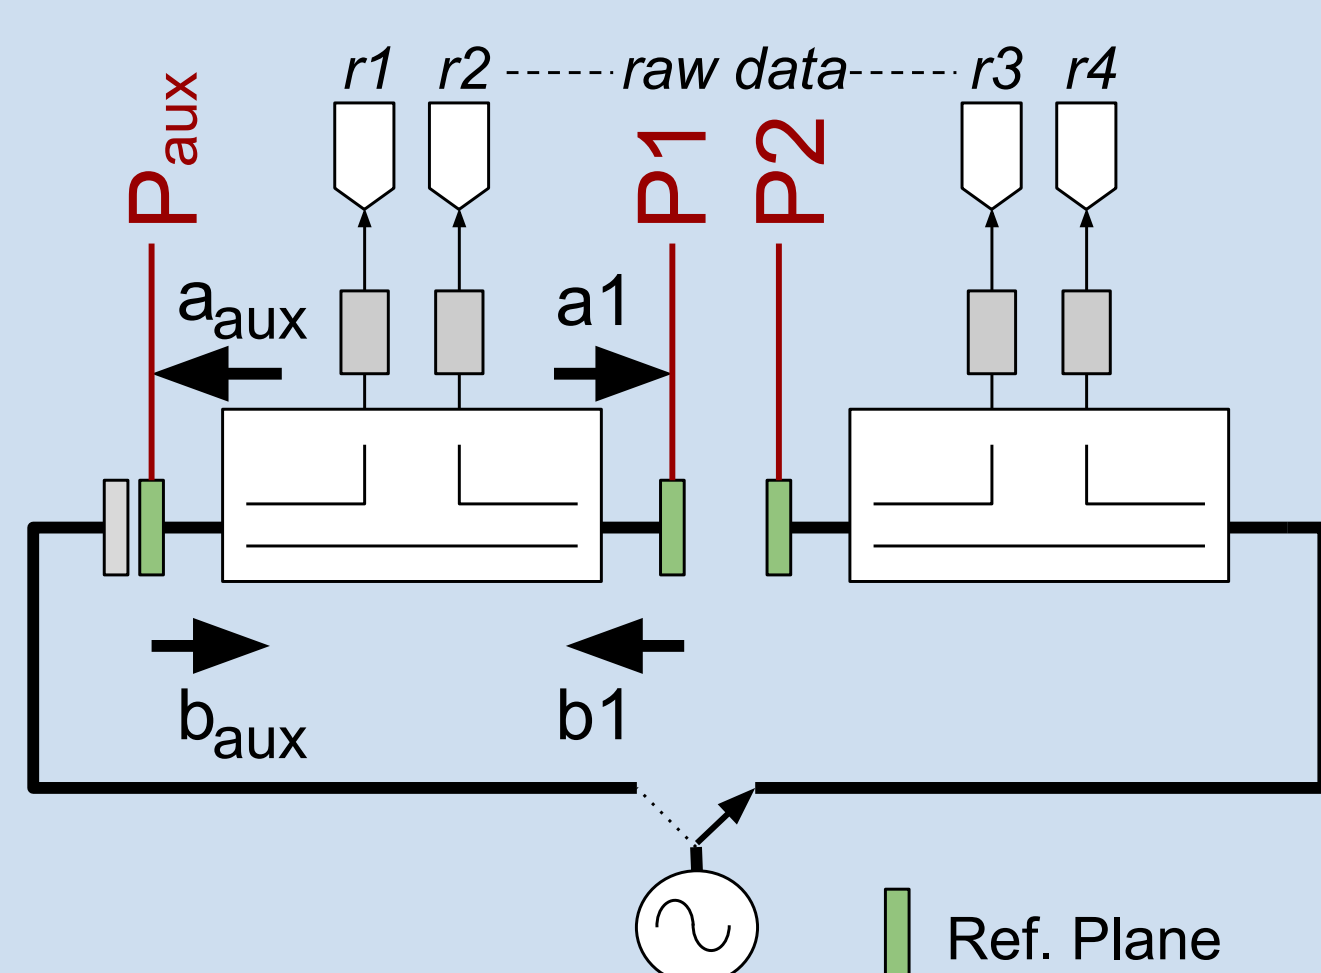 r1 r2 ------ raw data ------ r3 r4
Paux
P1
P2
aaux
a1
baux
b1
Ref. Plane